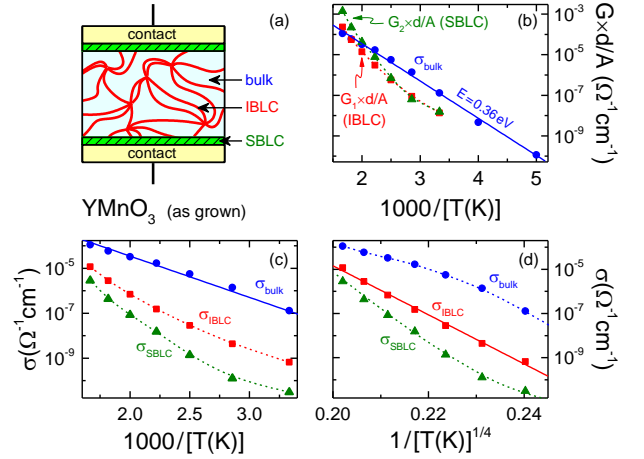 (a)
contact
bulk
IBLC
SBLC
contact
YMnO₃ (as grown)
(b)
G₂×d/A (SBLC)
σbulk
G₁×d/A
(IBLC)
E=0.36eV
10⁻³
10⁻⁵
10⁻⁷
10⁻⁹
G×d/A (Ω⁻¹cm⁻¹)
2 3 4 5
1000/[T(K)]
(c)
σbulk
σIBLC
σSBLC
10⁻⁵
10⁻⁷
10⁻⁹
σ(Ω⁻¹cm⁻¹)
2.0 2.5 3.0
1000/[T(K)]
(d)
σbulk
σIBLC
σSBLC
10⁻⁵
10⁻⁷
10⁻⁹
σ(Ω⁻¹cm⁻¹)
0.20 0.22 0.24
1/[T(K)]¹/⁴